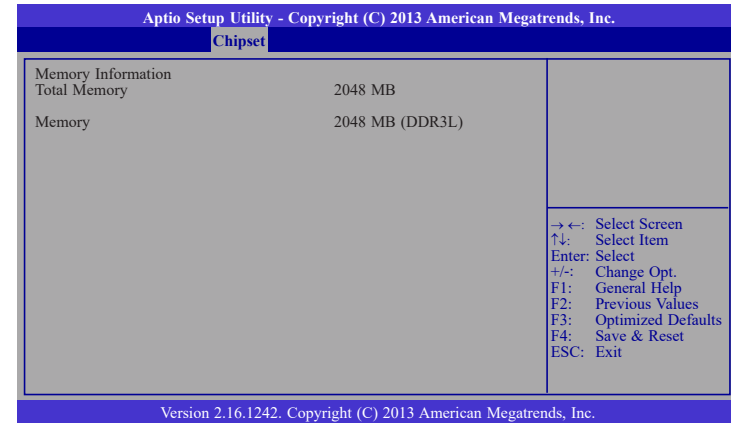 Aptio Setup Utility - Copyright (C) 2013 American Megatrends, Inc.
Chipset
Memory Information
Total Memory 2048 MB
Memory 2048 MB (DDR3L)
→←: Select Screen
↑↓: Select Item
Enter: Select
+/-: Change Opt.
F1: General Help
F2: Previous Values
F3: Optimized Defaults
F4: Save & Reset
ESC: Exit
Version 2.16.1242. Copyright (C) 2013 American Megatrends, Inc.